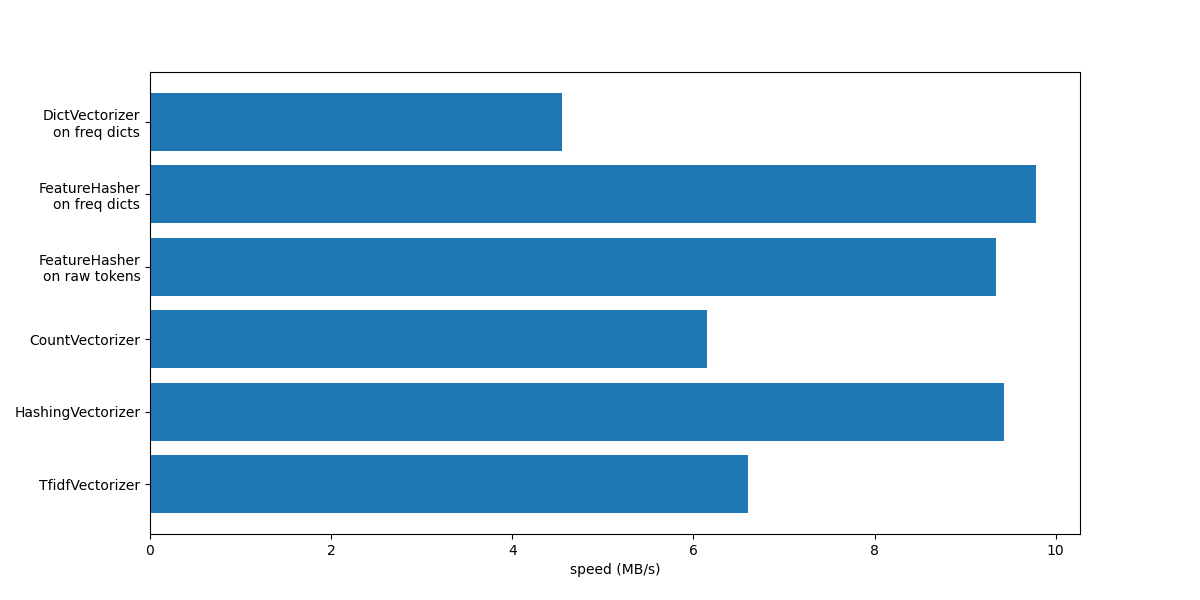 DictVectorizer
on freq dicts
FeatureHasher
on freq dicts
FeatureHasher
on raw tokens
CountVectorizer
HashingVectorizer
TfidfVectorizer
0 2 4 6 8 10
speed (MB/s)